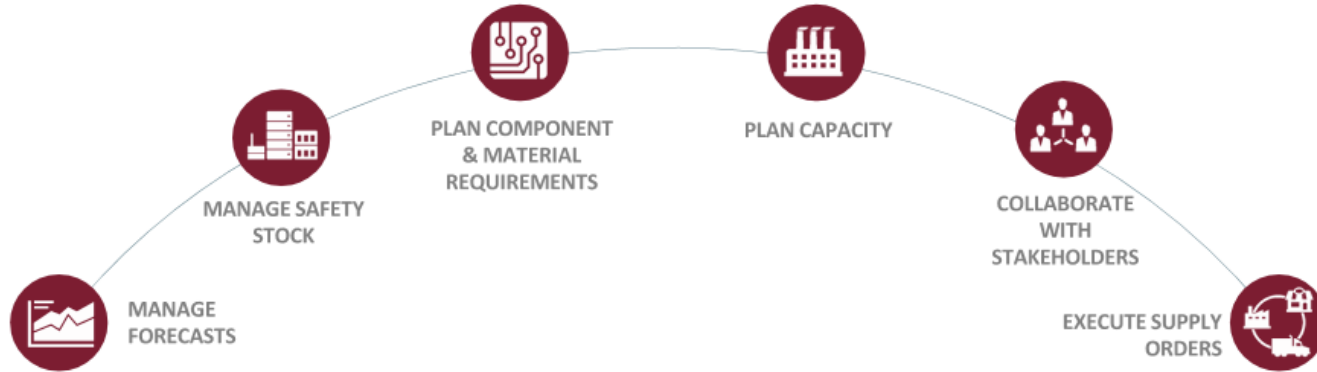 MANAGE
FORECASTS
MANAGE SAFETY
STOCK
PLAN COMPONENT
& MATERIAL
REQUIREMENTS
PLAN CAPACITY
COLLABORATE
WITH
STAKEHOLDERS
EXECUTE SUPPLY
ORDERS